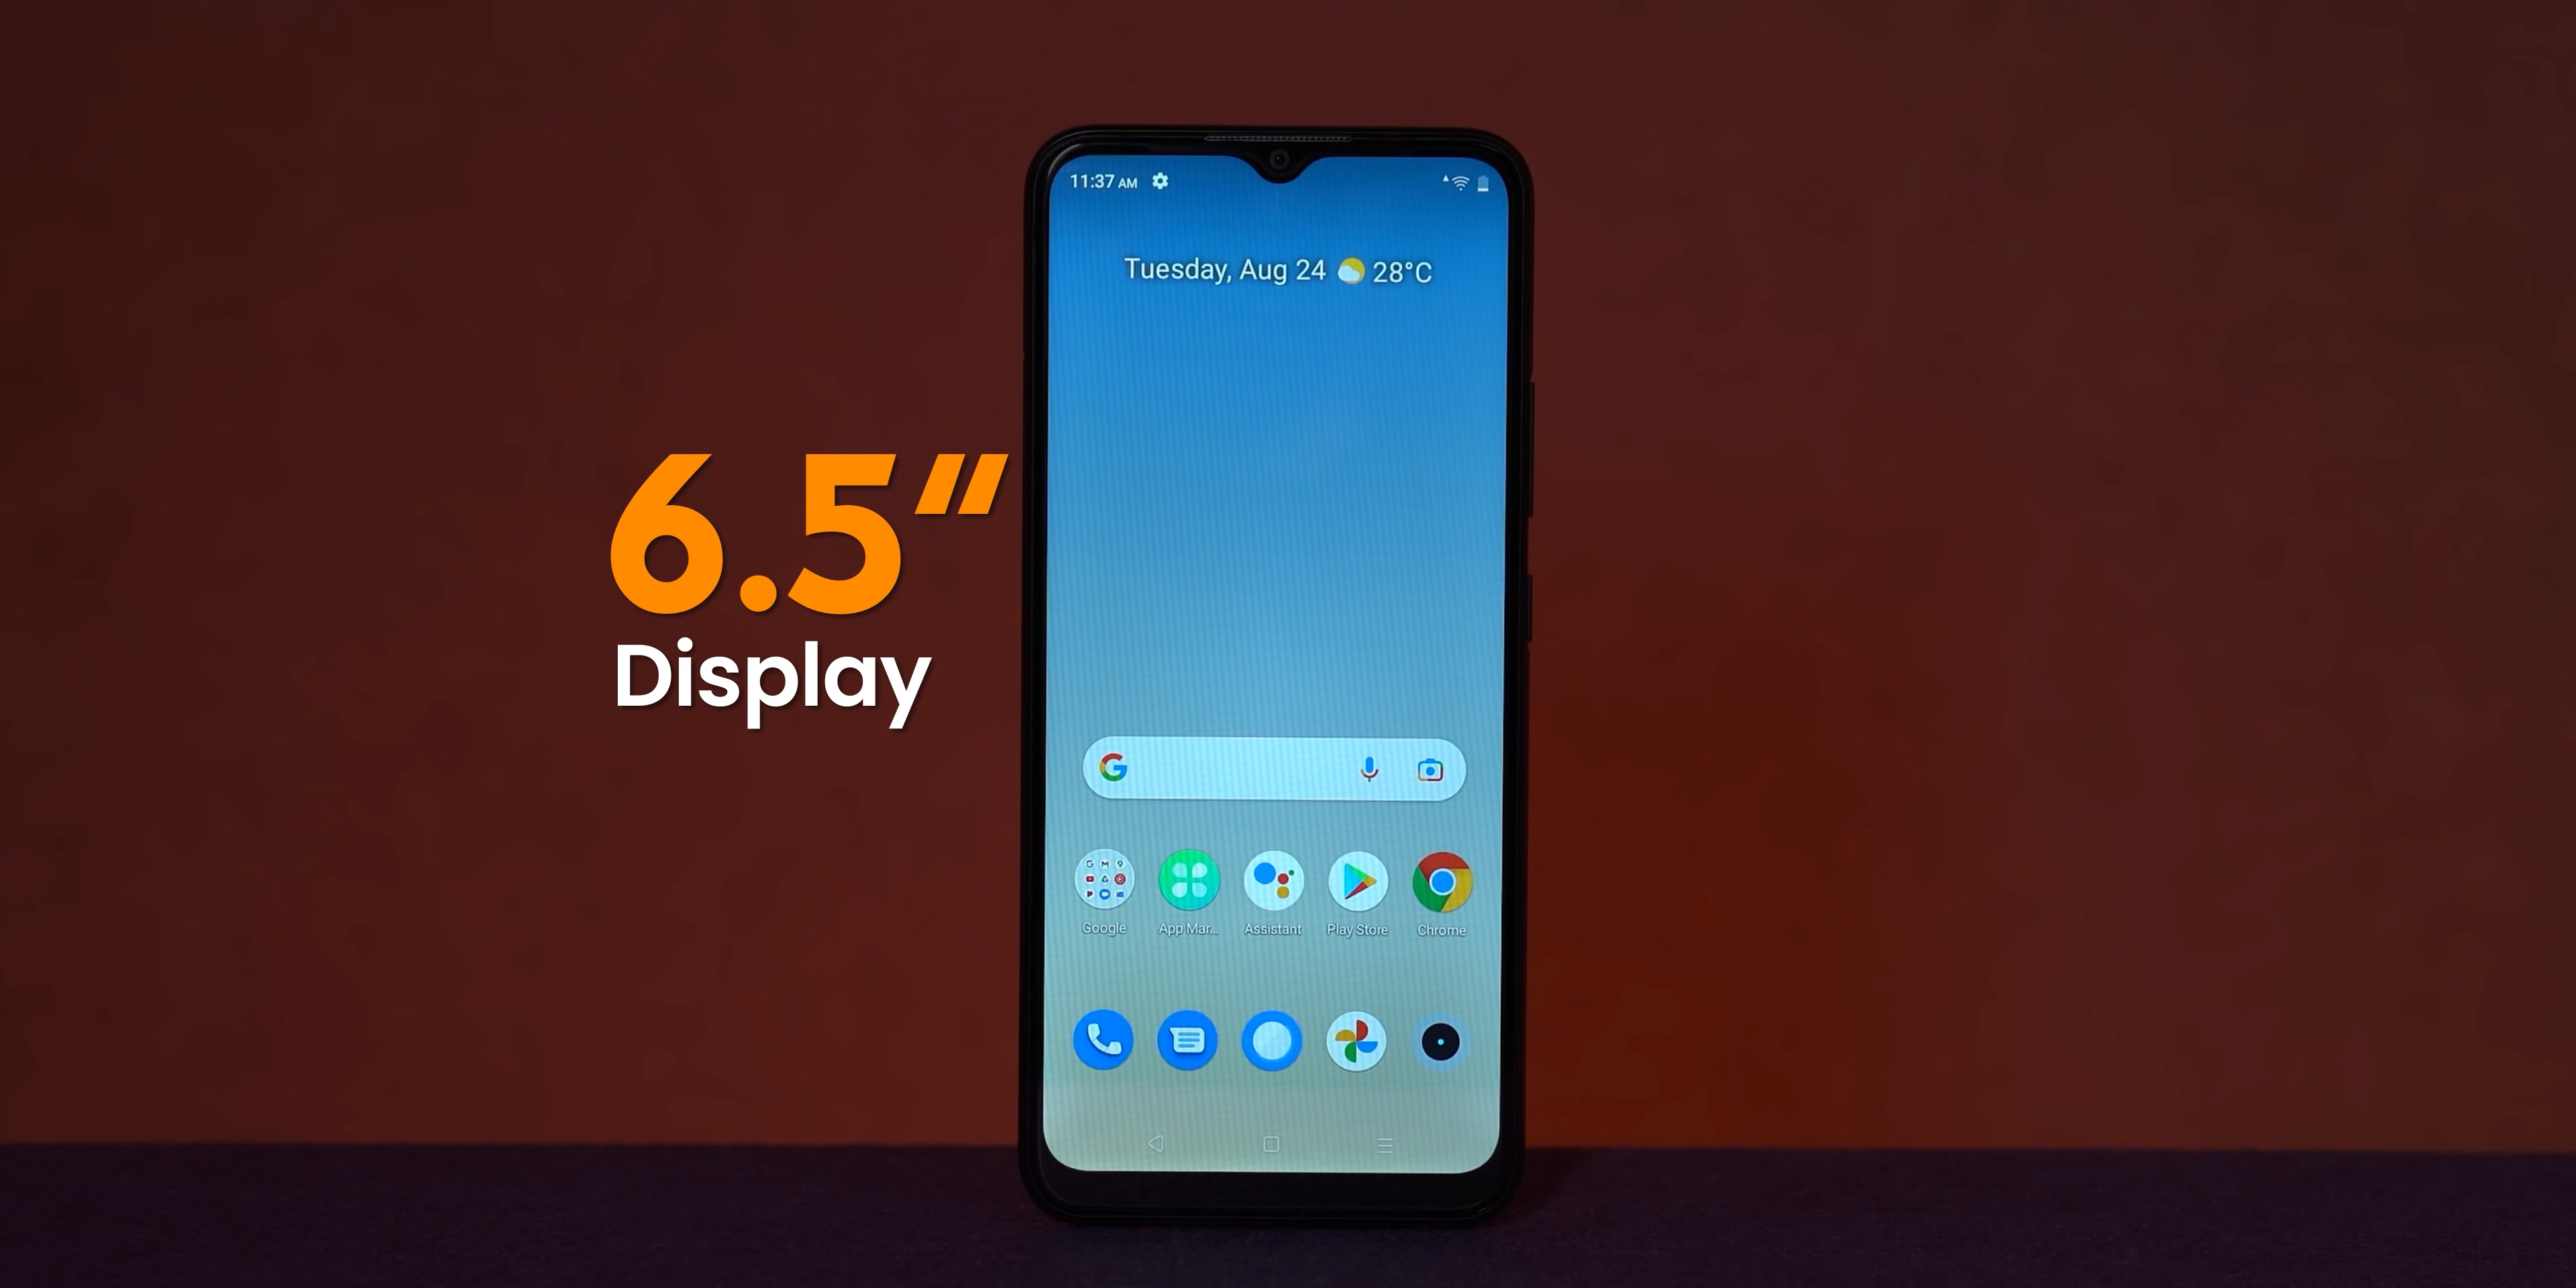 6.5“
Display
11:37 AM
Tuesday, Aug 24 28°C
Google App Mar... Assistant Play Store Chrome